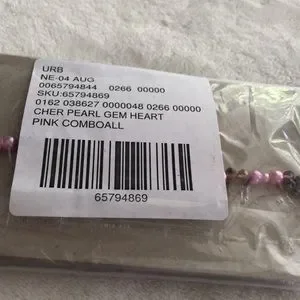 URB
NE-04 AUG
0065794844 0266 00000
SKU:65794869
0162 038627 0000048 0266 00000
CHER PEARL GEM HEART
PINK COMBOALL
65794869